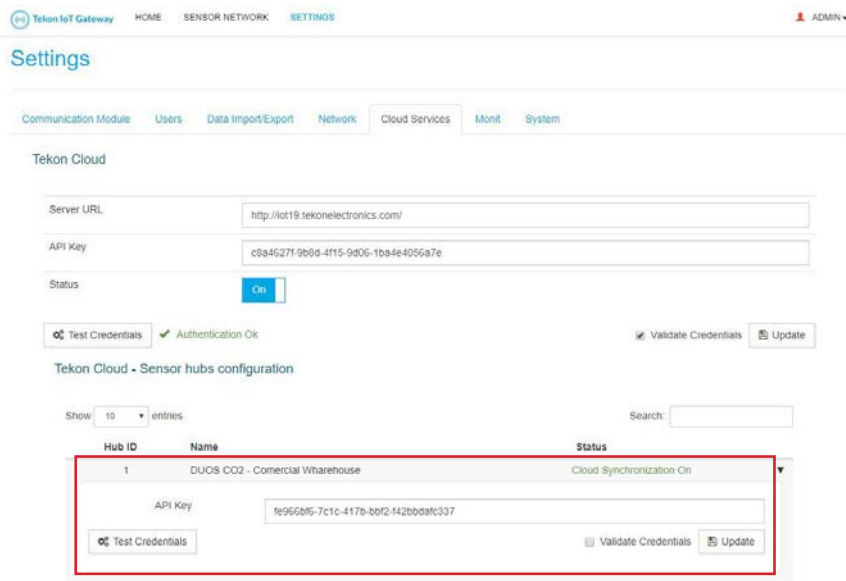 Tekon IoT Gateway HOME SENSOR NETWORK SETTINGS ADMIN
Settings
Communication Module Users Data Import/Export Network Cloud Services Monit System
Tekon Cloud
Server URL http://iot19.tekonelectronics.com/
API Key c8a4627f-9b8d-4f15-9d06-1ba4e4056a7e
Status On
Test Credentials Authentication Ok Validate Credentials Update
Tekon Cloud - Sensor hubs configuration
Show 10 entries Search:
Hub ID Name Status
1 DUOS CO2 - Comercial Wharehouse Cloud Synchronization On
API Key fe966bf6-7c1c-417b-bbf2-f42bbdafc337
Test Credentials Validate Credentials Update